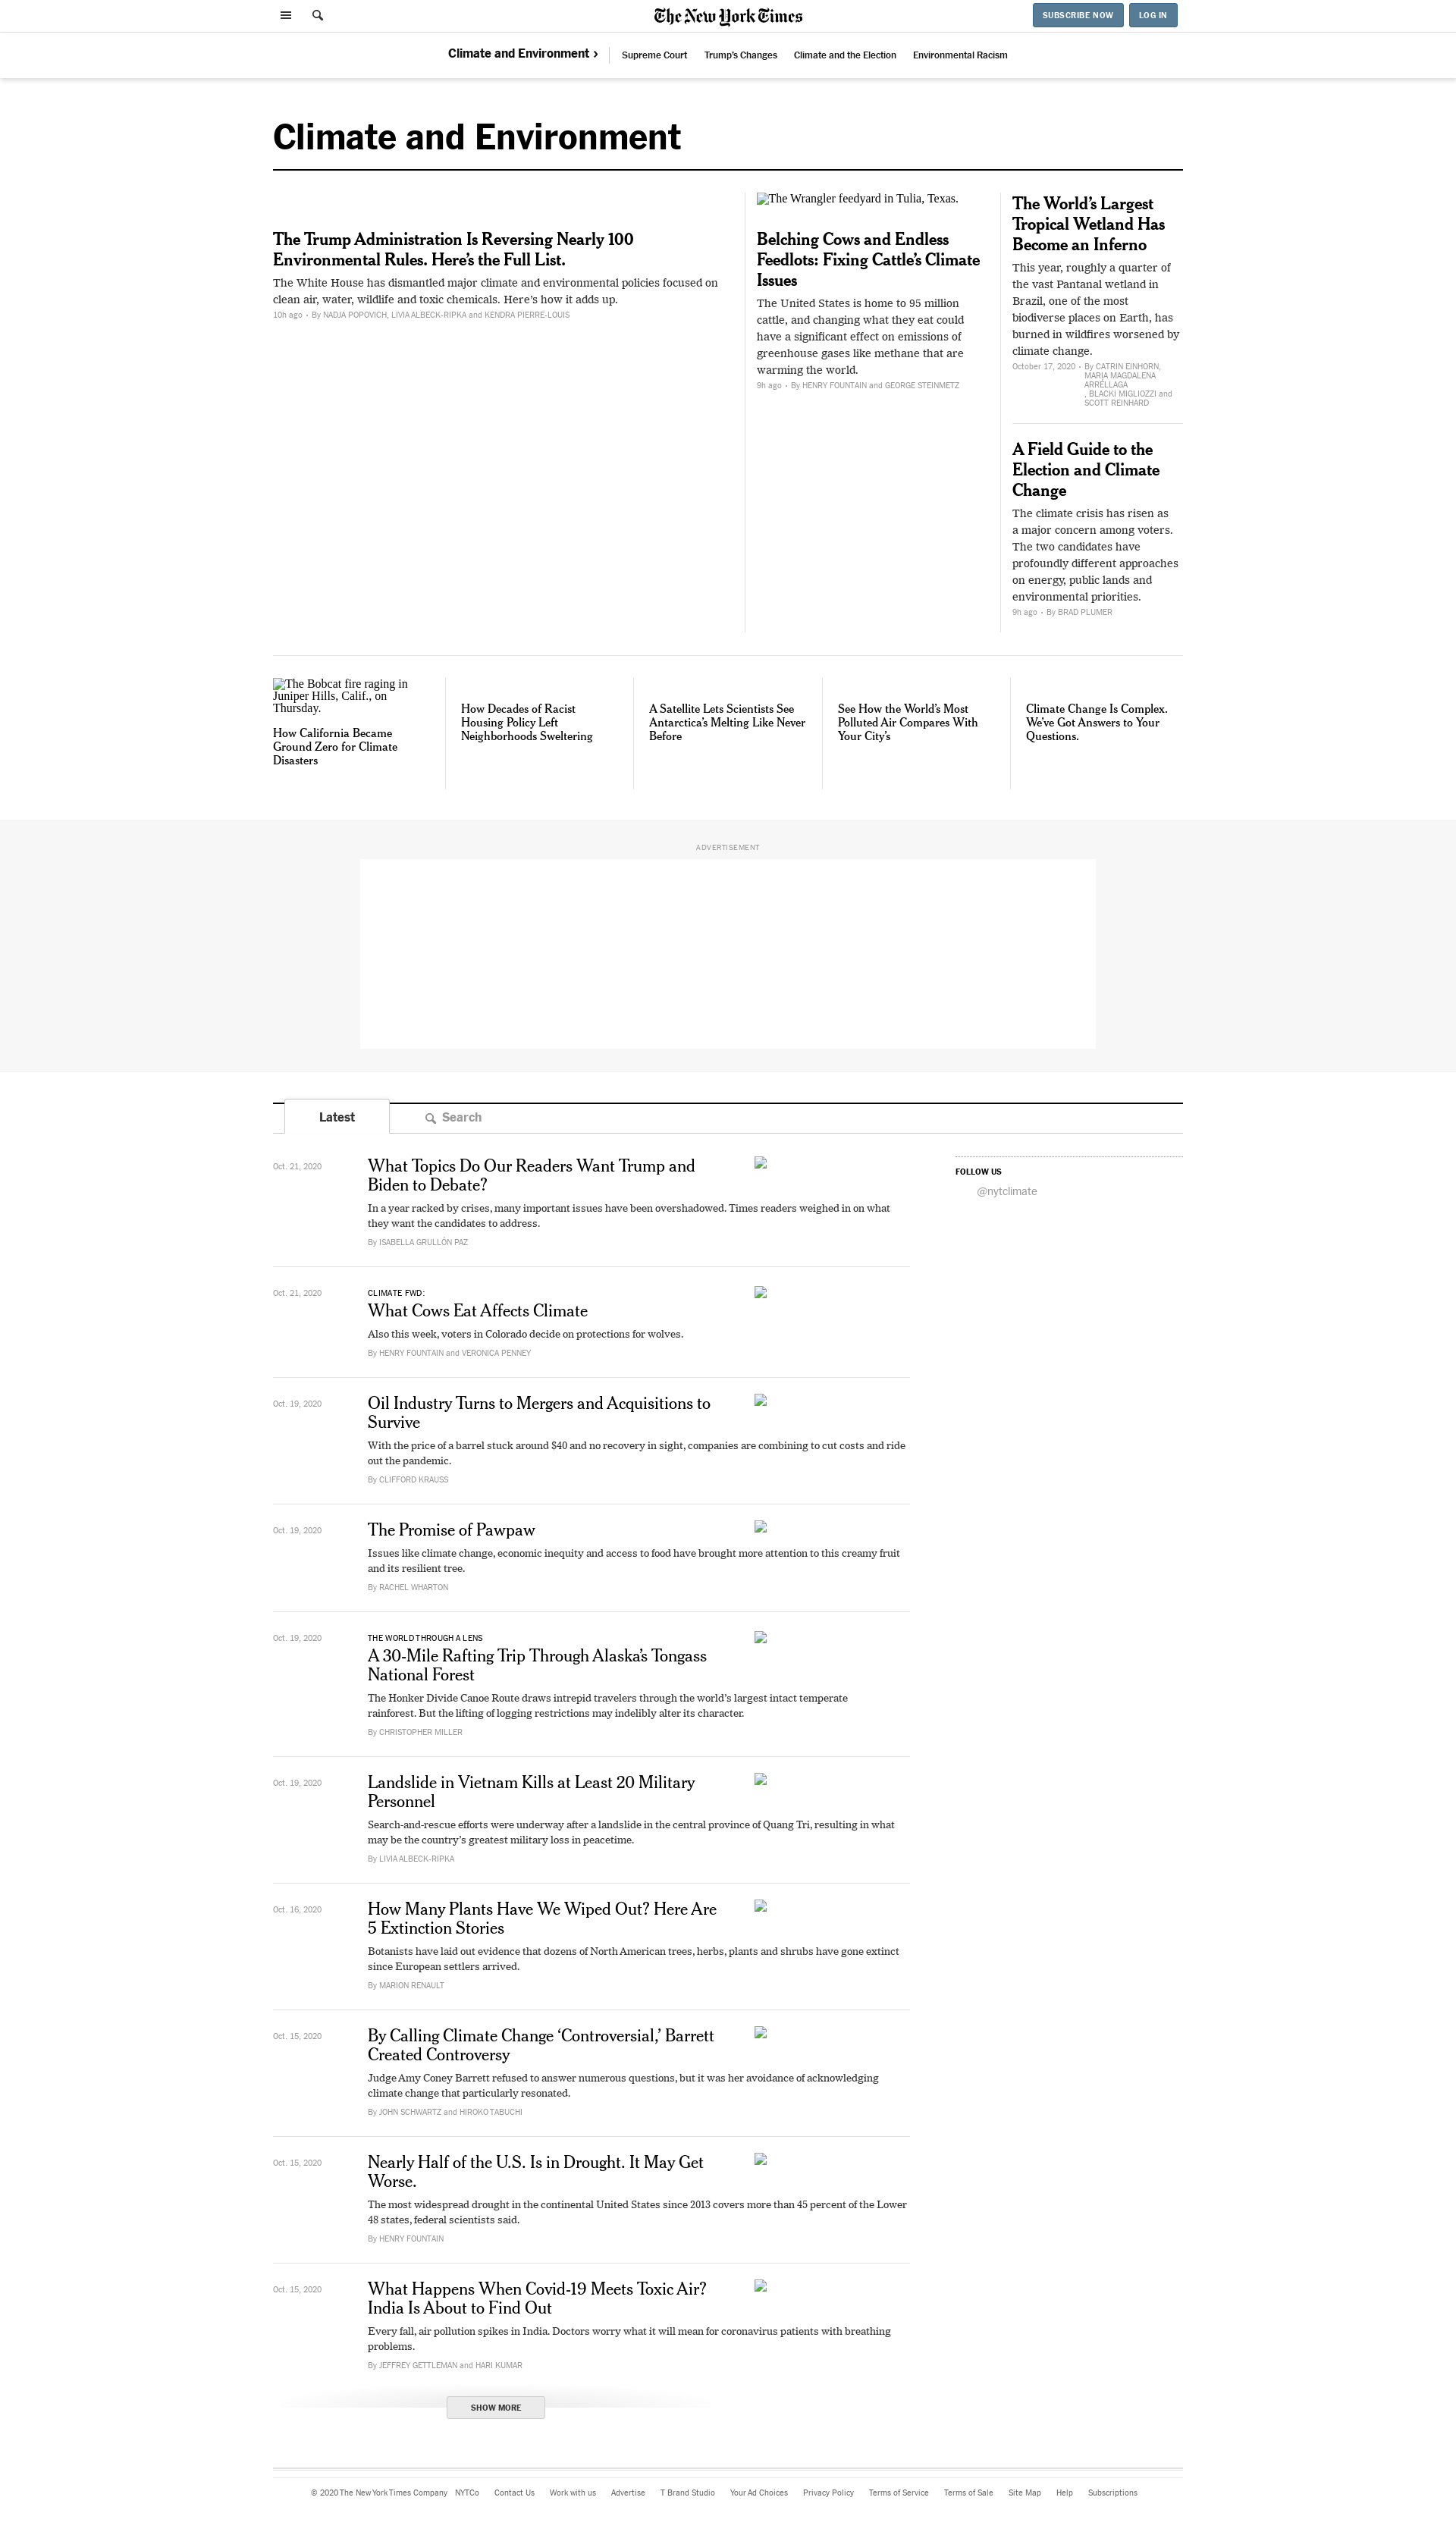 The New York Times
SUBSCRIBE NOW
LOG IN
Climate and Environment ›
Supreme Court
Trump's Changes
Climate and the Election
Environmental Racism
Climate and Environment
The Trump Administration Is Reversing Nearly 100
Environmental Rules. Here's the Full List.
The White House has dismantled major climate and environmental policies focused on
clean air, water, wildlife and toxic chemicals. Here's how it adds up.
10h ago • By NADJA POPOVICH, LIVIA ALBECK-RIPKA and KENDRA PIERRE-LOUIS
The Wrangler feedyard in Tulia, Texas.
Belching Cows and Endless
Feedlots: Fixing Cattle's Climate
Issues
The United States is home to 95 million
cattle, and changing what they eat could
have a significant effect on emissions of
greenhouse gases like methane that are
warming the world.
9h ago • By HENRY FOUNTAIN and GEORGE STEINMETZ
The World's Largest
Tropical Wetland Has
Become an Inferno
This year, roughly a quarter of
the vast Pantanal wetland in
Brazil, one of the most
biodiverse places on Earth, has
burned in wildfires worsened by
climate change.
October 17, 2020 • By CATRIN EINHORN,
MARIA MAGDALENA
ARRÉLLAGA
, BLACKI MIGLIOZZI and
SCOTT REINHARD
A Field Guide to the
Election and Climate
Change
The climate crisis has risen as
a major concern among voters.
The two candidates have
profoundly different approaches
on energy, public lands and
environmental priorities.
9h ago • By BRAD PLUMER
The Bobcat fire raging in
Juniper Hills, Calif., on
Thursday.
How California Became
Ground Zero for Climate
Disasters
How Decades of Racist
Housing Policy Left
Neighborhoods Sweltering
A Satellite Lets Scientists See
Antarctica's Melting Like Never
Before
See How the World's Most
Polluted Air Compares With
Your City's
Climate Change Is Complex.
We've Got Answers to Your
Questions.
ADVERTISEMENT
Latest
Search
Oct. 21, 2020
What Topics Do Our Readers Want Trump and
Biden to Debate?
In a year racked by crises, many important issues have been overshadowed. Times readers weighed in on what
they want the candidates to address.
By ISABELLA GRULLÓN PAZ
FOLLOW US
@nytclimate
Oct. 21, 2020
CLIMATE FWD:
What Cows Eat Affects Climate
Also this week, voters in Colorado decide on protections for wolves.
By HENRY FOUNTAIN and VERONICA PENNEY
Oct. 19, 2020
Oil Industry Turns to Mergers and Acquisitions to
Survive
With the price of a barrel stuck around $40 and no recovery in sight, companies are combining to cut costs and ride
out the pandemic.
By CLIFFORD KRAUSS
Oct. 19, 2020
The Promise of Pawpaw
Issues like climate change, economic inequity and access to food have brought more attention to this creamy fruit
and its resilient tree.
By RACHEL WHARTON
Oct. 19, 2020
THE WORLD THROUGH A LENS
A 30-Mile Rafting Trip Through Alaska's Tongass
National Forest
The Honker Divide Canoe Route draws intrepid travelers through the world's largest intact temperate
rainforest. But the lifting of logging restrictions may indelibly alter its character.
By CHRISTOPHER MILLER
Oct. 19, 2020
Landslide in Vietnam Kills at Least 20 Military
Personnel
Search-and-rescue efforts were underway after a landslide in the central province of Quang Tri, resulting in what
may be the country's greatest military loss in peacetime.
By LIVIA ALBECK-RIPKA
Oct. 16, 2020
How Many Plants Have We Wiped Out? Here Are
5 Extinction Stories
Botanists have laid out evidence that dozens of North American trees, herbs, plants and shrubs have gone extinct
since European settlers arrived.
By MARION RENAULT
Oct. 15, 2020
By Calling Climate Change ‘Controversial,’ Barrett
Created Controversy
Judge Amy Coney Barrett refused to answer numerous questions, but it was her avoidance of acknowledging
climate change that particularly resonated.
By JOHN SCHWARTZ and HIROKO TABUCHI
Oct. 15, 2020
Nearly Half of the U.S. Is in Drought. It May Get
Worse.
The most widespread drought in the continental United States since 2013 covers more than 45 percent of the Lower
48 states, federal scientists said.
By HENRY FOUNTAIN
Oct. 15, 2020
What Happens When Covid-19 Meets Toxic Air?
India Is About to Find Out
Every fall, air pollution spikes in India. Doctors worry what it will mean for coronavirus patients with breathing
problems.
By JEFFREY GETTLEMAN and HARI KUMAR
SHOW MORE
© 2020 The New York Times Company NYTCo Contact Us Work with us Advertise T Brand Studio Your Ad Choices Privacy Policy Terms of Service Terms of Sale Site Map Help Subscriptions